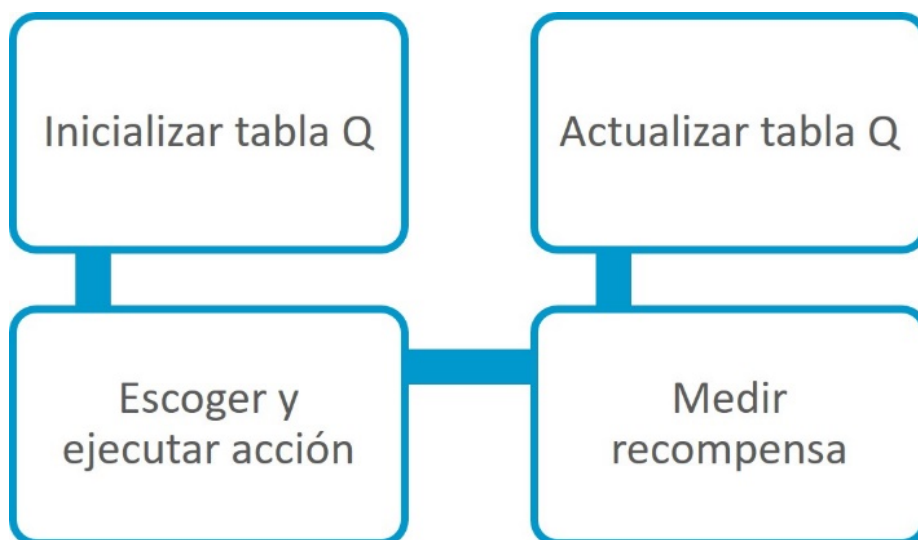 Inicializar tabla Q
Actualizar tabla Q
Escoger y
ejecutar acción
Medir
recompensa